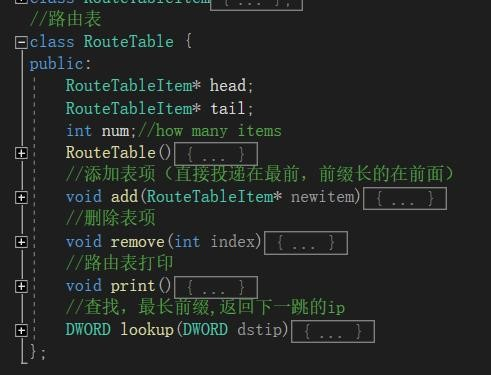 class RouteTableItem{ ... };
//路由表
class RouteTable {
public:
RouteTableItem* head;
RouteTableItem* tail;
int num;//how many items
RouteTable(){ ... }
//添加表项（直接投递在最前，前缀长的在前面）
void add(RouteTableItem* newitem){ ... }
//删除表项
void remove(int index){ ... }
//路由表打印
void print(){ ... }
//查找，最长前缀,返回下一跳的ip
DWORD lookup(DWORD dstip){ ... }
};